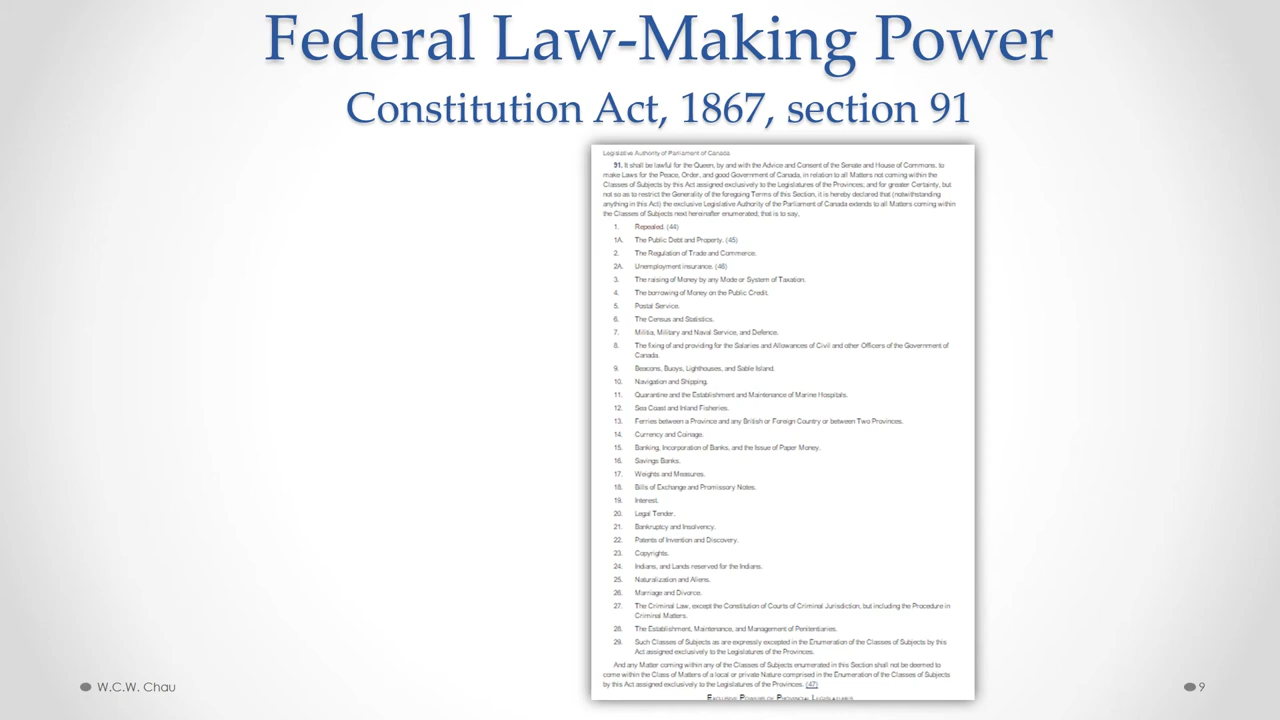 Federal Law-Making Power
Constitution Act, 1867, section 91
Legislative Authority of Parliament of Canada
91. It shall be lawful for the Queen, by and with the Advice and Consent of the Senate and House of Commons, to
make Laws for the Peace, Order, and good Government of Canada, in relation to all Matters not coming within the
Classes of Subjects by this Act assigned exclusively to the Legislatures of the Provinces; and for greater Certainty, but
not so as to restrict the Generality of the foregoing Terms of this Section, it is hereby declared that (notwithstanding
anything in this Act) the exclusive Legislative Authority of the Parliament of Canada extends to all Matters coming within
the Classes of Subjects next hereinafter enumerated; that is to say,
1. Repealed. (44)
1A. The Public Debt and Property. (45)
2. The Regulation of Trade and Commerce.
2A. Unemployment insurance. (46)
3. The raising of Money by any Mode or System of Taxation.
4. The borrowing of Money on the Public Credit.
5. Postal Service.
6. The Census and Statistics.
7. Militia, Military and Naval Service, and Defence.
8. The fixing of and providing for the Salaries and Allowances of Civil and other Officers of the Government of
Canada.
9. Beacons, Buoys, Lighthouses, and Sable Island.
10. Navigation and Shipping.
11. Quarantine and the Establishment and Maintenance of Marine Hospitals.
12. Sea Coast and Inland Fisheries.
13. Ferries between a Province and any British or Foreign Country or between Two Provinces.
14. Currency and Coinage.
15. Banking, Incorporation of Banks, and the Issue of Paper Money.
16. Savings Banks.
17. Weights and Measures.
18. Bills of Exchange and Promissory Notes.
19. Interest.
20. Legal Tender.
21. Bankruptcy and Insolvency.
22. Patents of Invention and Discovery.
23. Copyrights.
24. Indians, and Lands reserved for the Indians.
25. Naturalization and Aliens.
26. Marriage and Divorce.
27. The Criminal Law, except the Constitution of Courts of Criminal Jurisdiction, but including the Procedure in
Criminal Matters.
28. The Establishment, Maintenance, and Management of Penitentiaries.
29. Such Classes of Subjects as are expressly excepted in the Enumeration of the Classes of Subjects by this
Act assigned exclusively to the Legislatures of the Provinces.
And any Matter coming within any of the Classes of Subjects enumerated in this Section shall not be deemed to
come within the Class of Matters of a local or private Nature comprised in the Enumeration of the Classes of Subjects
by this Act assigned exclusively to the Legislatures of the Provinces. (47)
Exclusive Powers of Provincial Legislatures
W.C.W. Chau
9